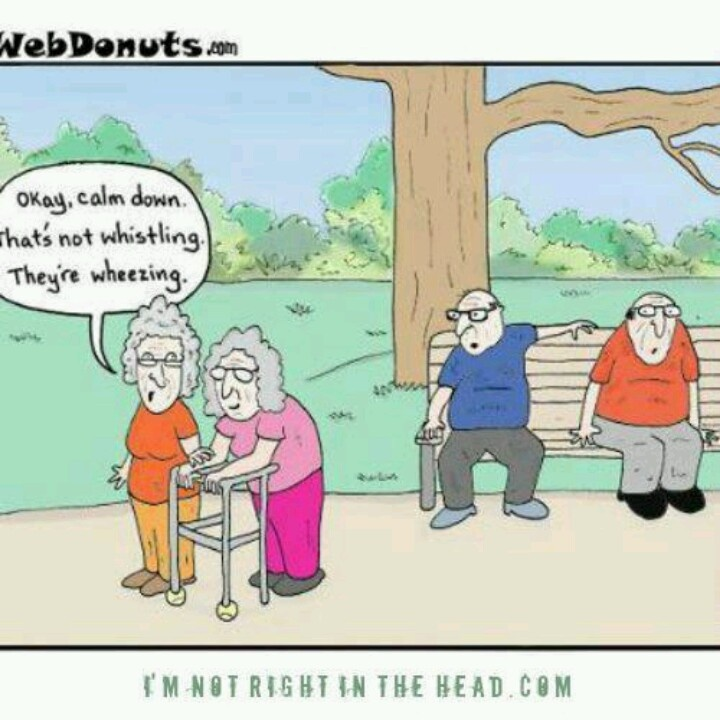 WebDonuts.com
Okay, calm down.
That's not whistling.
They're wheezing.
I'M NOT RIGHT IN THE HEAD.COM